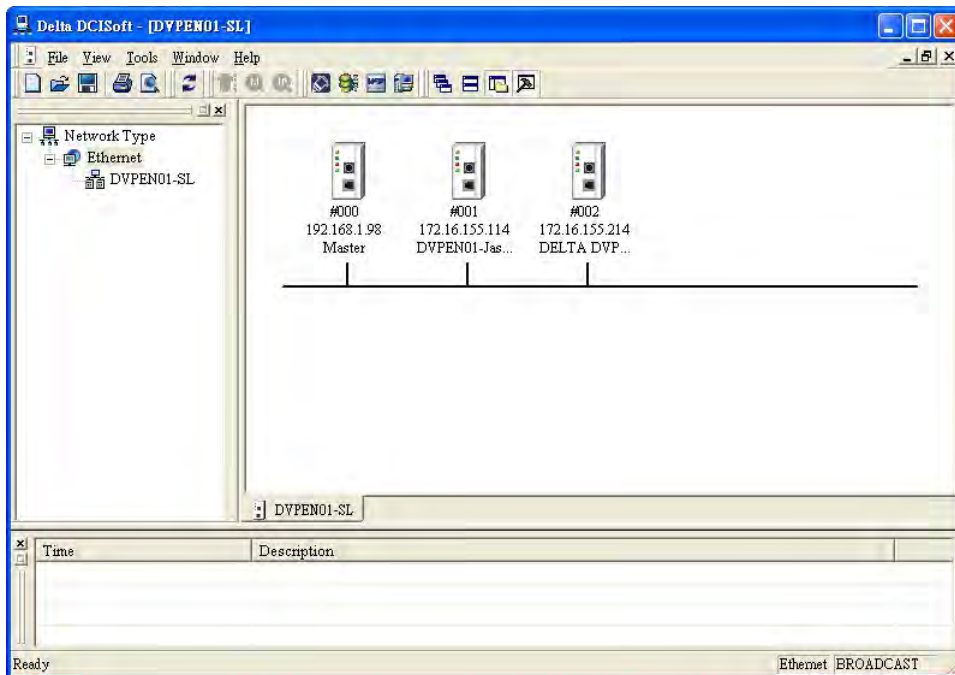 Delta DCISoft - [DVPEN01-SL]
File View Tools Window Help
Network Type
Ethernet
DVPEN01-SL
#000
192.168.1.98
Master
#001
172.16.155.114
DVPEN01-Jas...
#002
172.16.155.214
DELTA DVP...
DVPEN01-SL
Time Description
Ready Ethernet BROADCAST